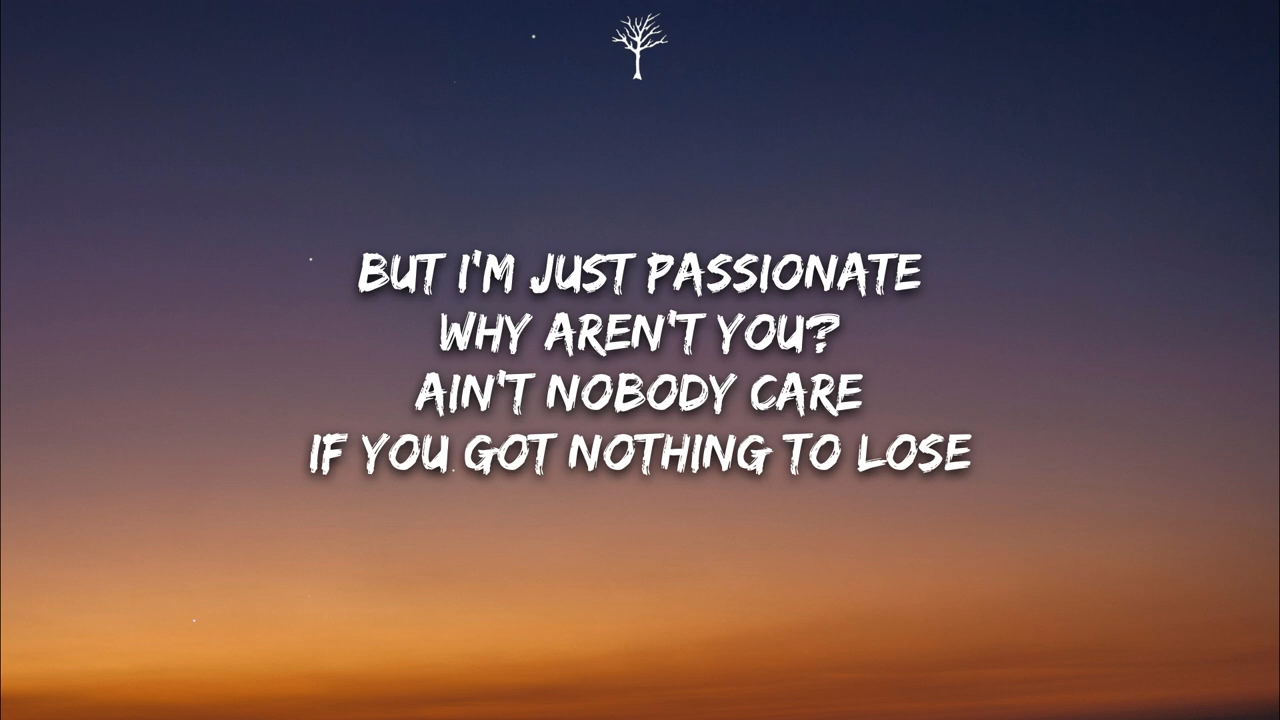 BUT I'M JUST PASSIONATE
WHY AREN'T YOU?
AIN'T NOBODY CARE
IF YOU GOT NOTHING TO LOSE